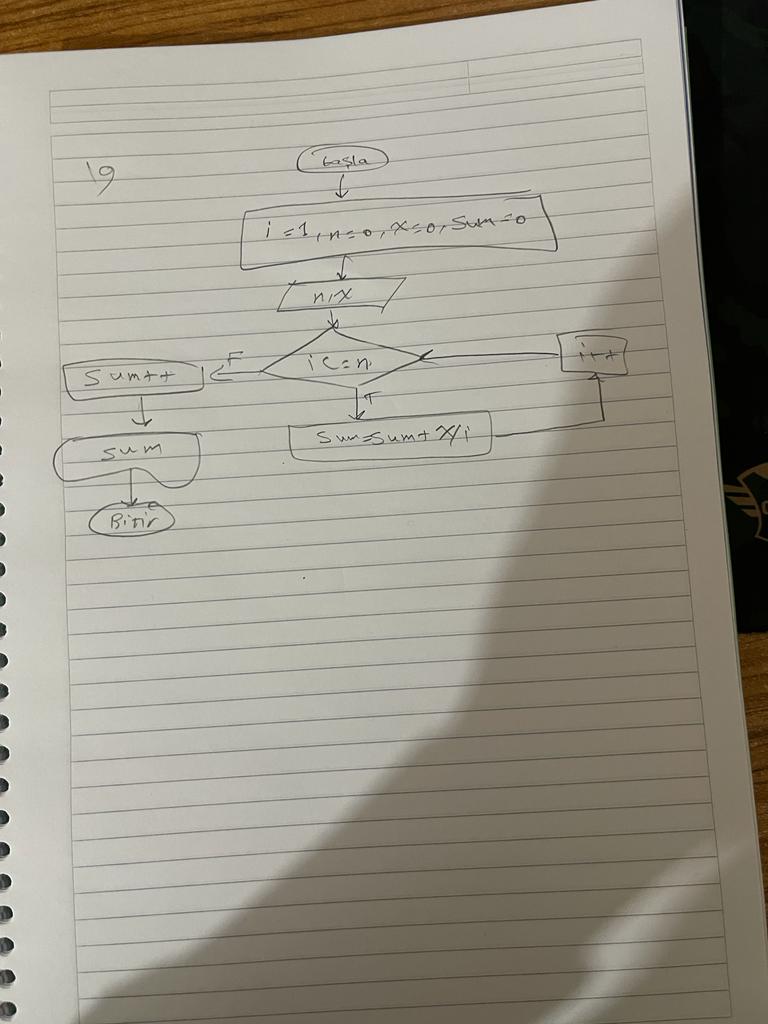 19
başla
i=1, n=0, x=0, sum=0
n, x
i<=n
F
T
i++
sum++
sum=sum+x/i
sum
Bitir